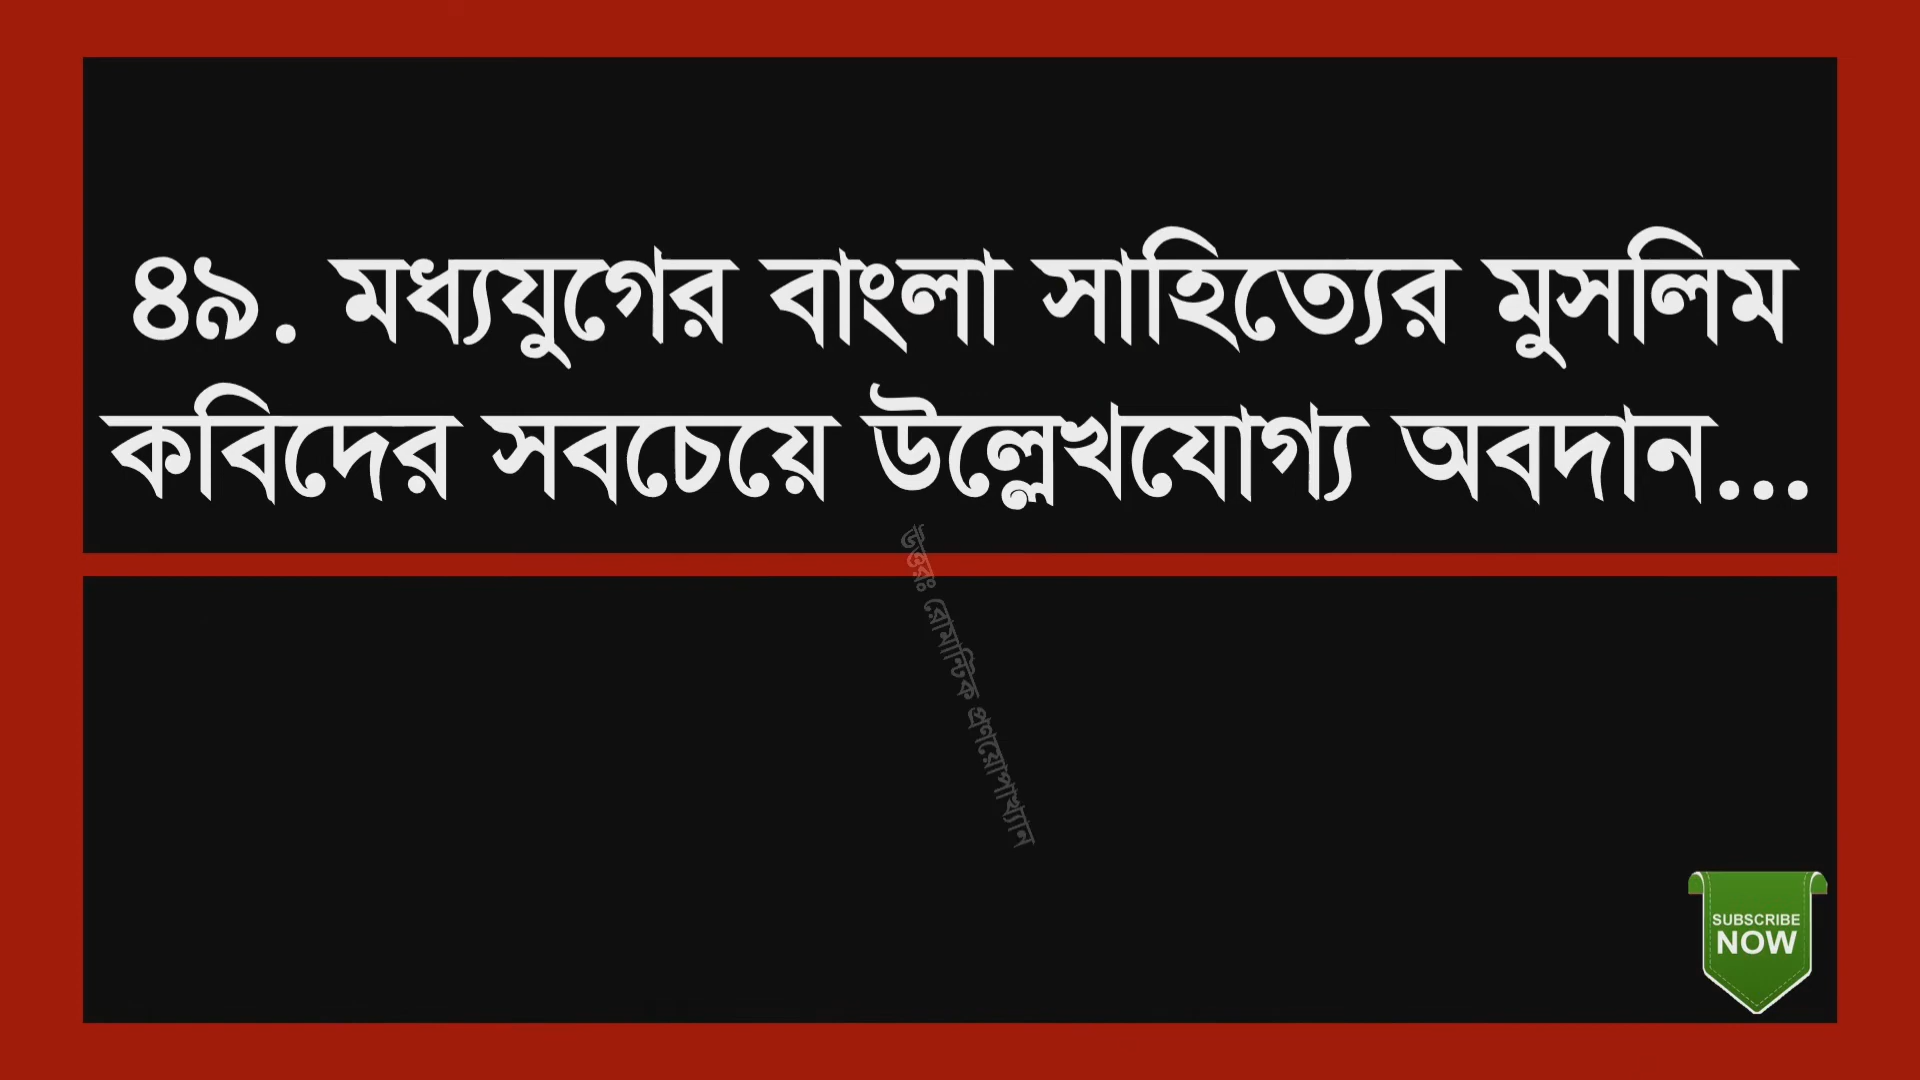 ৪৯. মধ্যযুগের বাংলা সাহিত্যের মুসলিম
কবিদের সবচেয়ে উল্লেখযোগ্য অবদান...
উত্তরঃ রোমান্টিক প্রণয়োপাখ্যান
SUBSCRIBE
NOW